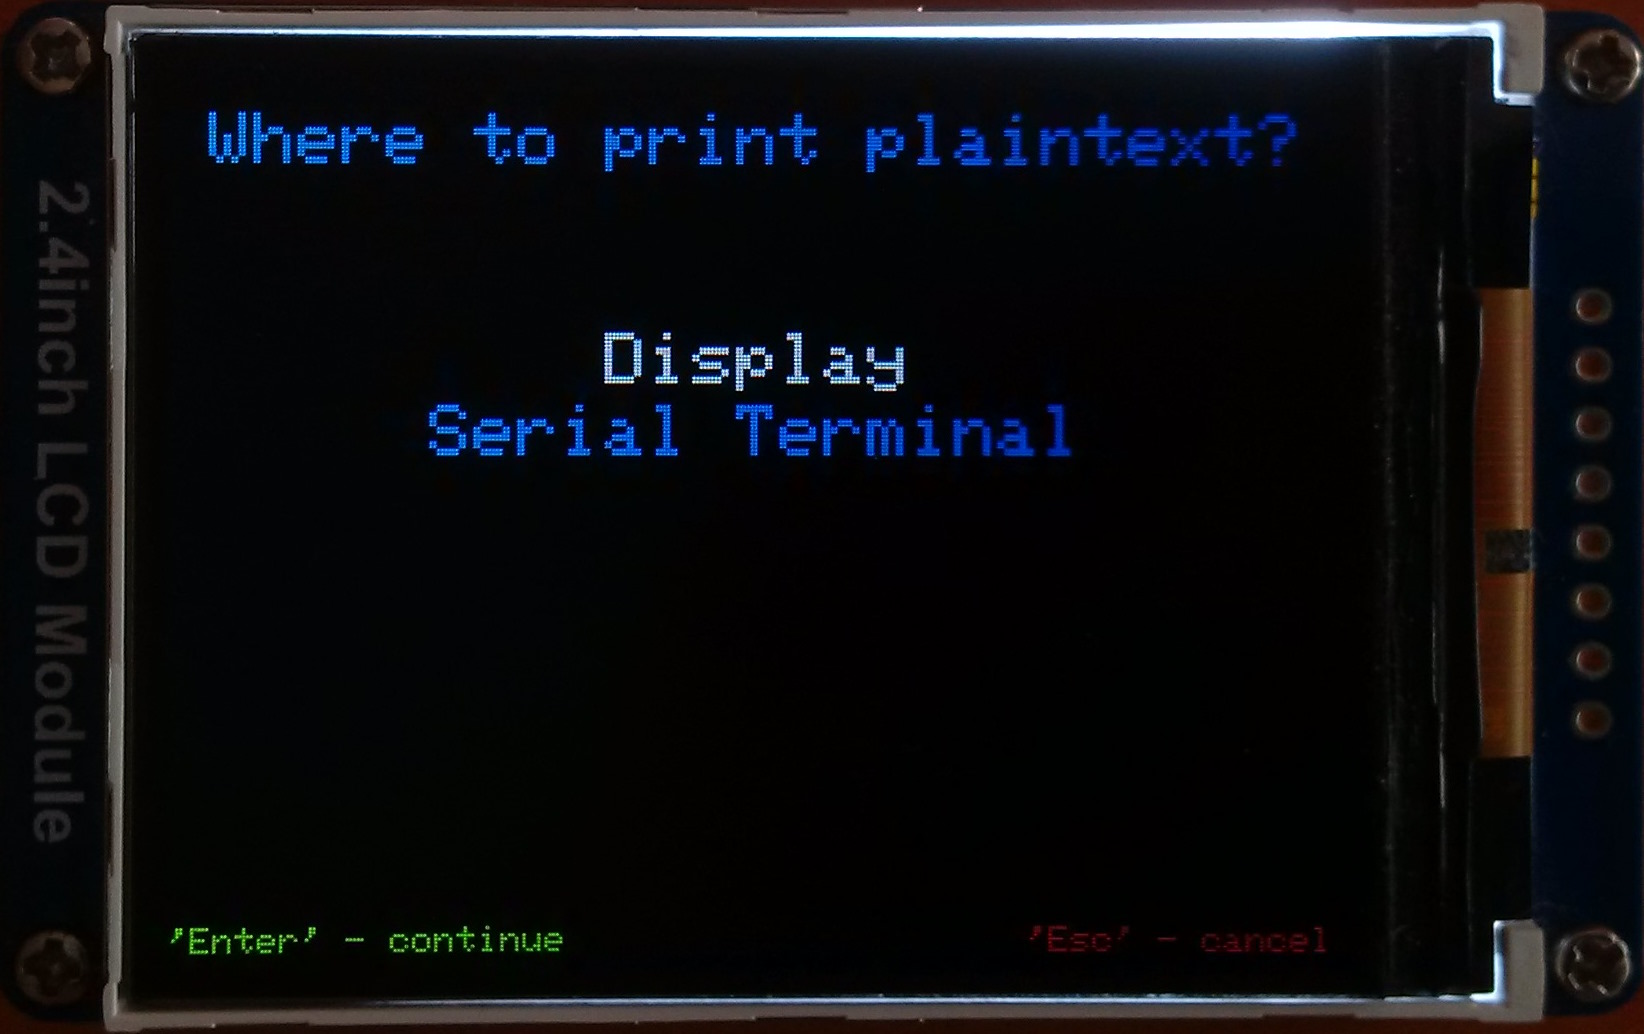 Where to print plaintext?
Display
Serial Terminal
'Enter' - continue
'Esc' - cancel
2.4inch LCD Module